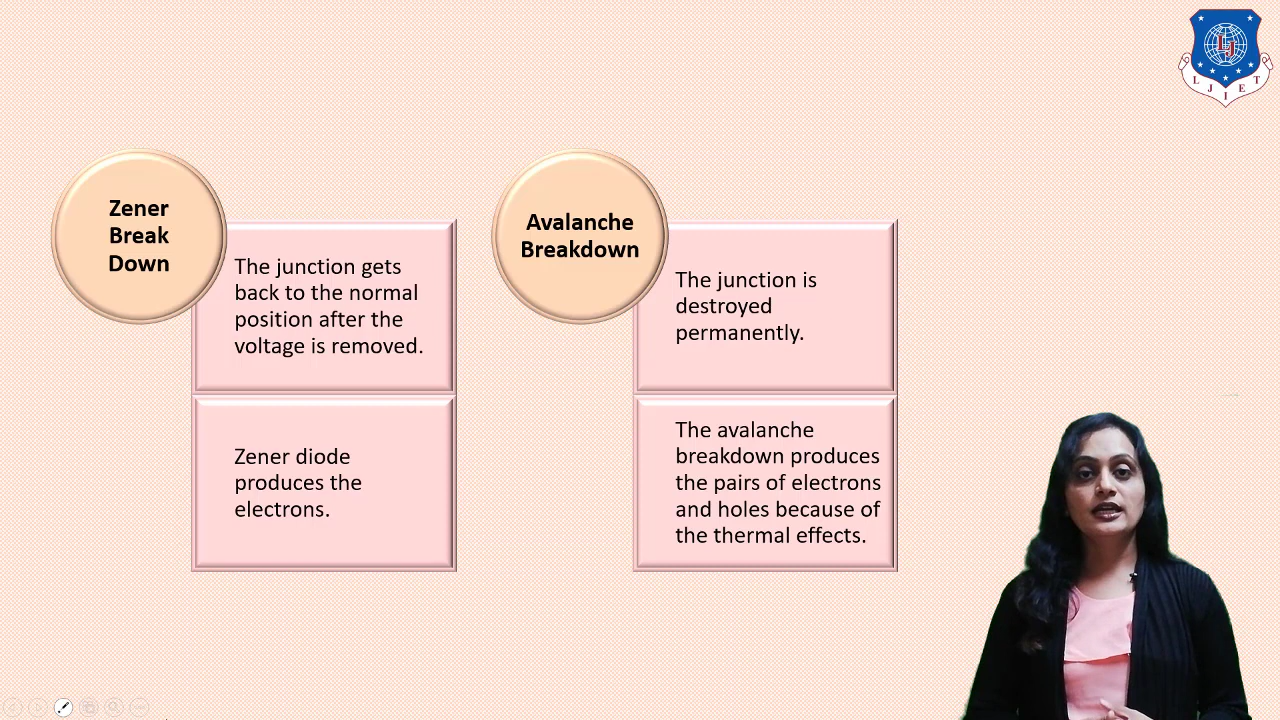 Zener
Break
Down
The junction gets
back to the normal
position after the
voltage is removed.
Zener diode
produces the
electrons.
Avalanche
Breakdown
The junction is
destroyed
permanently.
The avalanche
breakdown produces
the pairs of electrons
and holes because of
the thermal effects.
LJ
LJIET